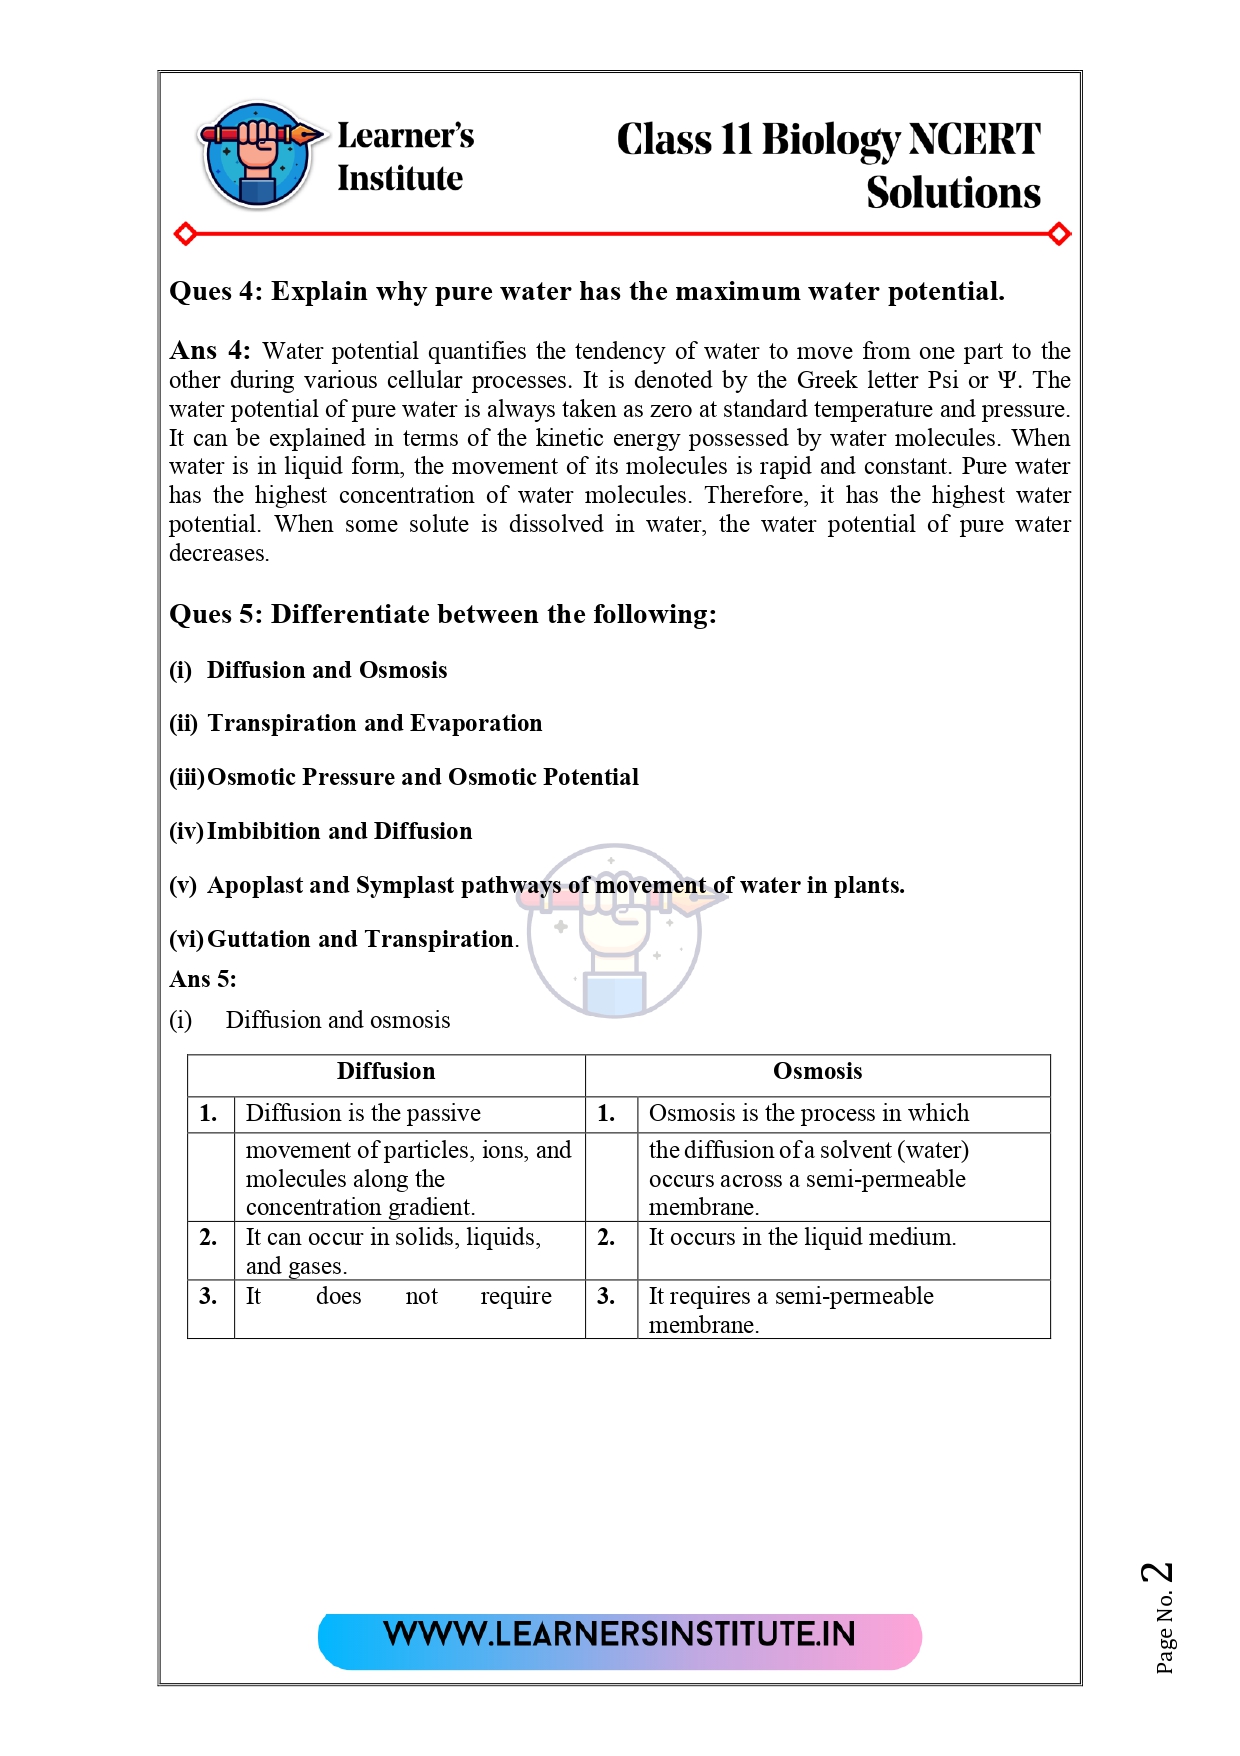 Learner's
Institute
Class 11 Biology NCERT
Solutions
Ques 4: Explain why pure water has the maximum water potential.
Ans 4: Water potential quantifies the tendency of water to move from one part to the
other during various cellular processes. It is denoted by the Greek letter Psi or Ψ. The
water potential of pure water is always taken as zero at standard temperature and pressure.
It can be explained in terms of the kinetic energy possessed by water molecules. When
water is in liquid form, the movement of its molecules is rapid and constant. Pure water
has the highest concentration of water molecules. Therefore, it has the highest water
potential. When some solute is dissolved in water, the water potential of pure water
decreases.
Ques 5: Differentiate between the following:
(i) Diffusion and Osmosis
(ii) Transpiration and Evaporation
(iii) Osmotic Pressure and Osmotic Potential
(iv) Imbibition and Diffusion
(v) Apoplast and Symplast pathways of movement of water in plants.
(vi) Guttation and Transpiration.
Ans 5:
(i) Diffusion and osmosis
Diffusion Osmosis
1. Diffusion is the passive 1. Osmosis is the process in which
movement of particles, ions, and the diffusion of a solvent (water)
molecules along the occurs across a semi-permeable
concentration gradient. membrane.
2. It can occur in solids, liquids, 2. It occurs in the liquid medium.
and gases.
3. It does not require 3. It requires a semi-permeable
membrane.
WWW.LEARNERSINSTITUTE.IN
Page No. 2